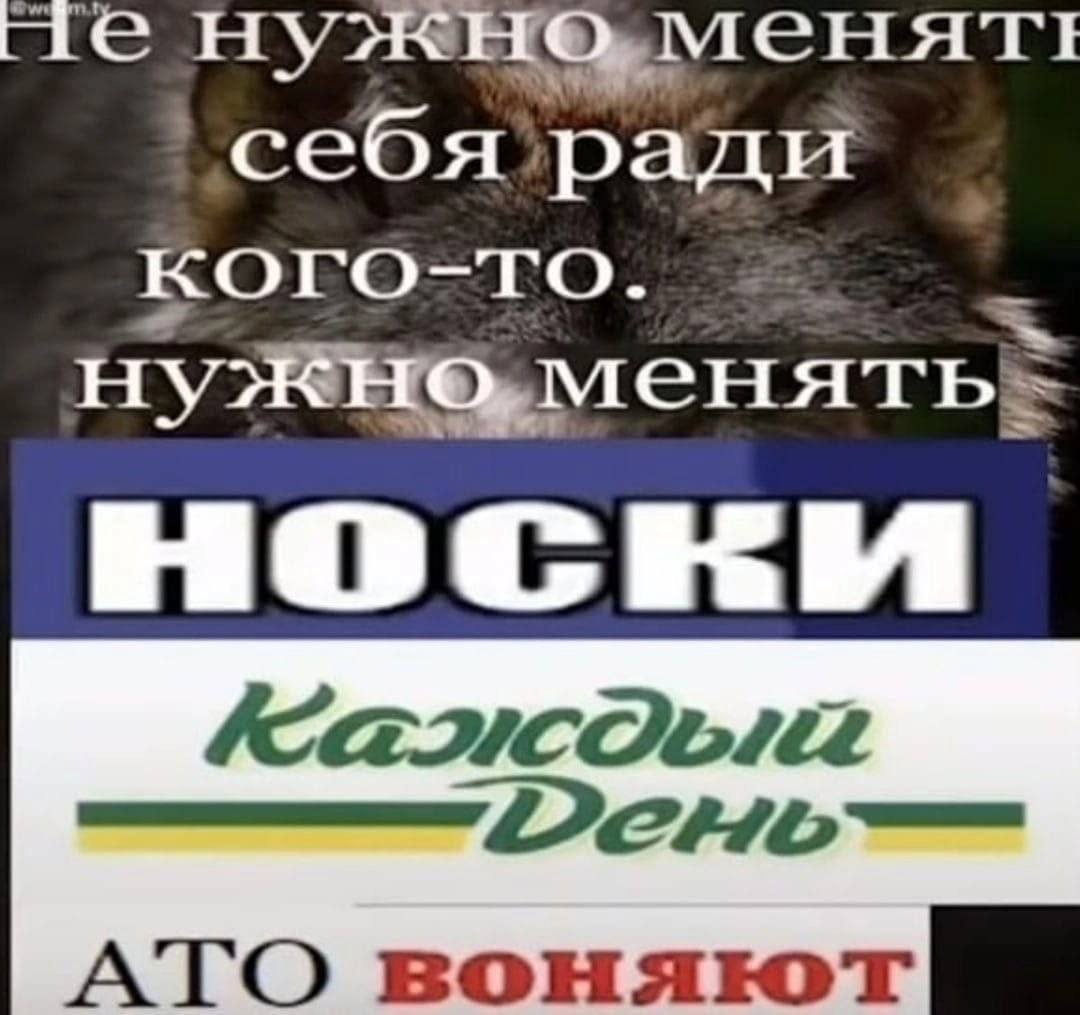 Не нужно менять
себя ради
кого-то.
нужно менять
носки
Каждый
День
АТО воняют